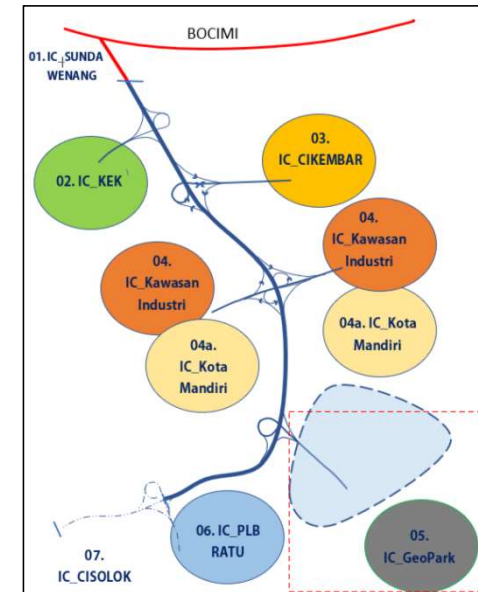 BOCIMI
01. IC_SUNDA
WENANG
02. IC_KEK
03.
IC_CIKEMBAR
04.
IC_Kawasan
Industri
04a. IC_Kota
Mandiri
04.
IC_Kawasan
Industri
04a.
IC_Kota
Mandiri
05.
IC_GeoPark
06. IC_PLB
RATU
07.
IC_CISOLOK